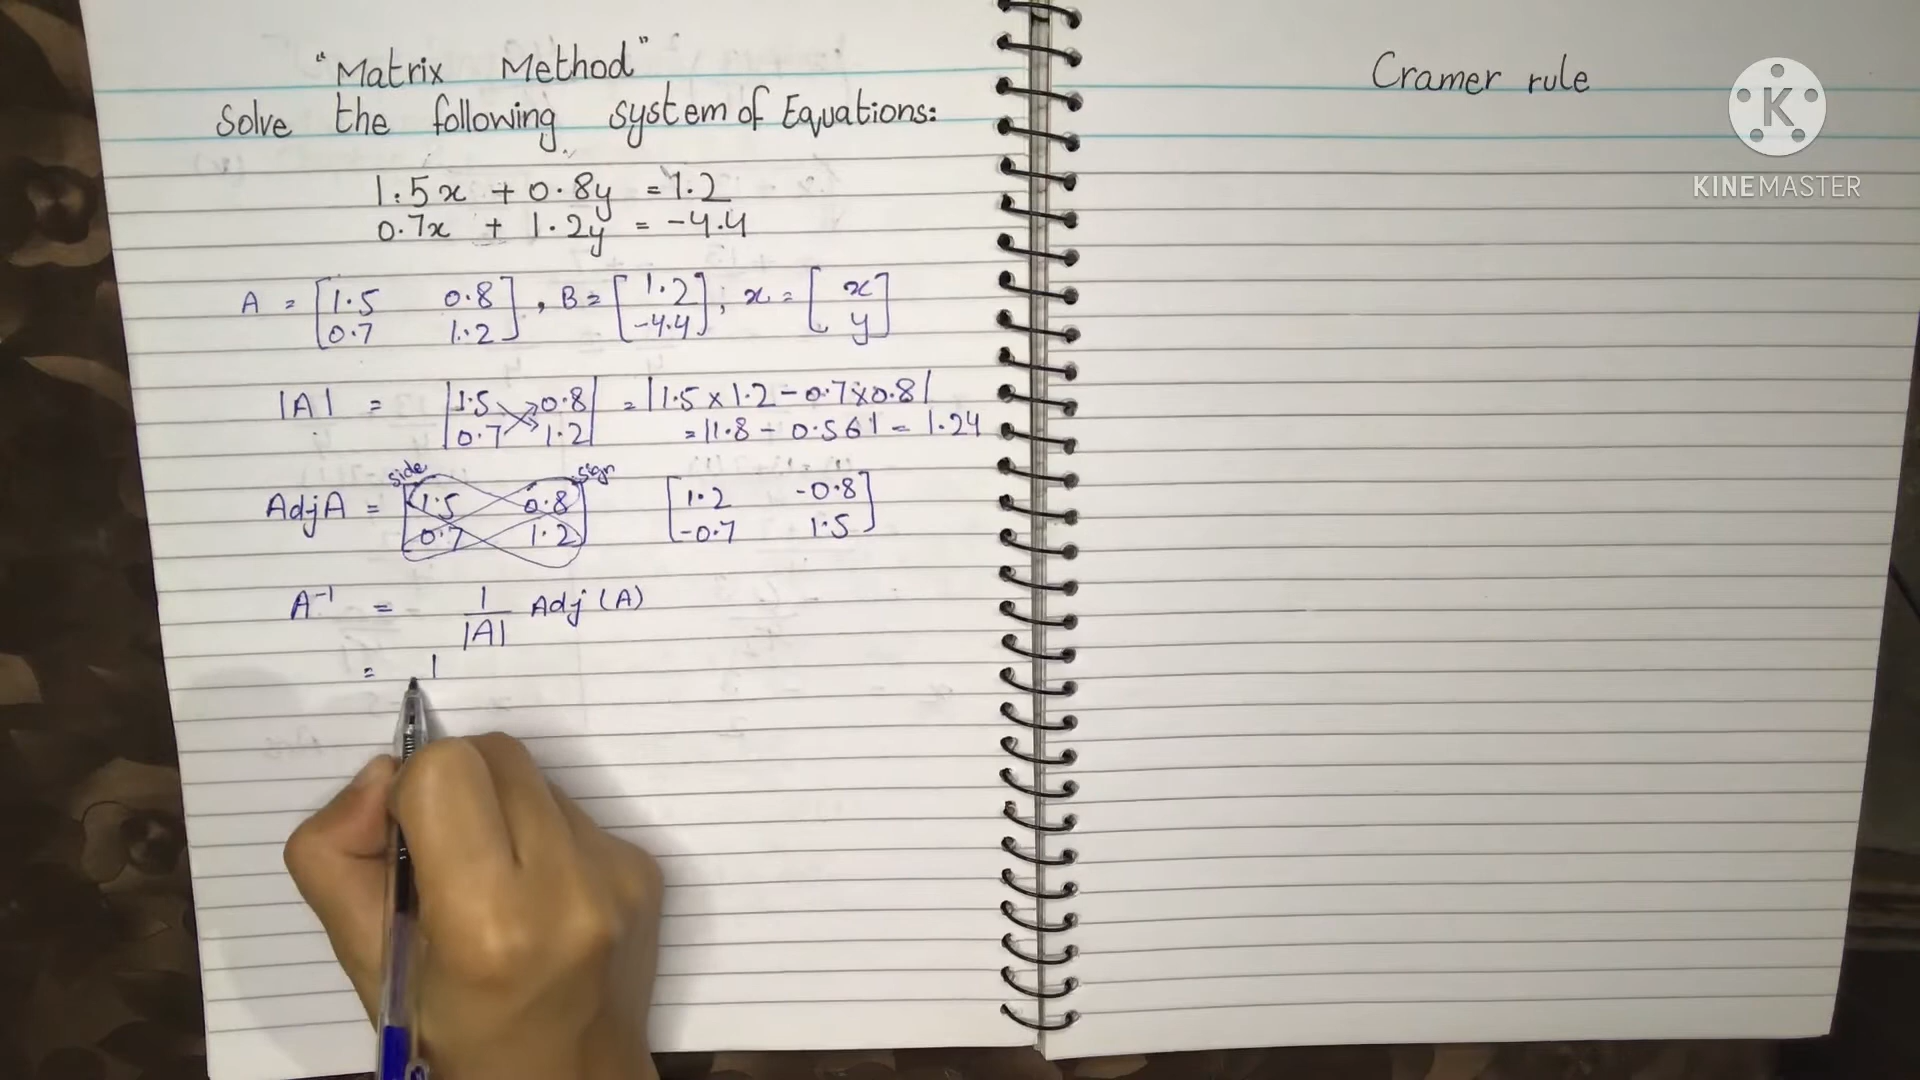 "Matrix Method"
Solve the following system of Equations:
1.5x + 0.8y = 1.2
0.7x + 1.2y = -4.4
A = [1.5 0.8], B = [1.2]; x = [x]
[0.7 1.2] [-4.4] [y]
|A| = |1.5 0.8| = |1.5 × 1.2 - 0.7 × 0.8|
|0.7 1.2| = |1.8 - 0.56| = 1.24
side sign
Adj A = [1.5 0.8] [1.2 -0.8]
[0.7 1.2] [-0.7 1.5]
A⁻¹ = 1/|A| Adj (A)
= 1
Cramer rule
K
KINEMASTER